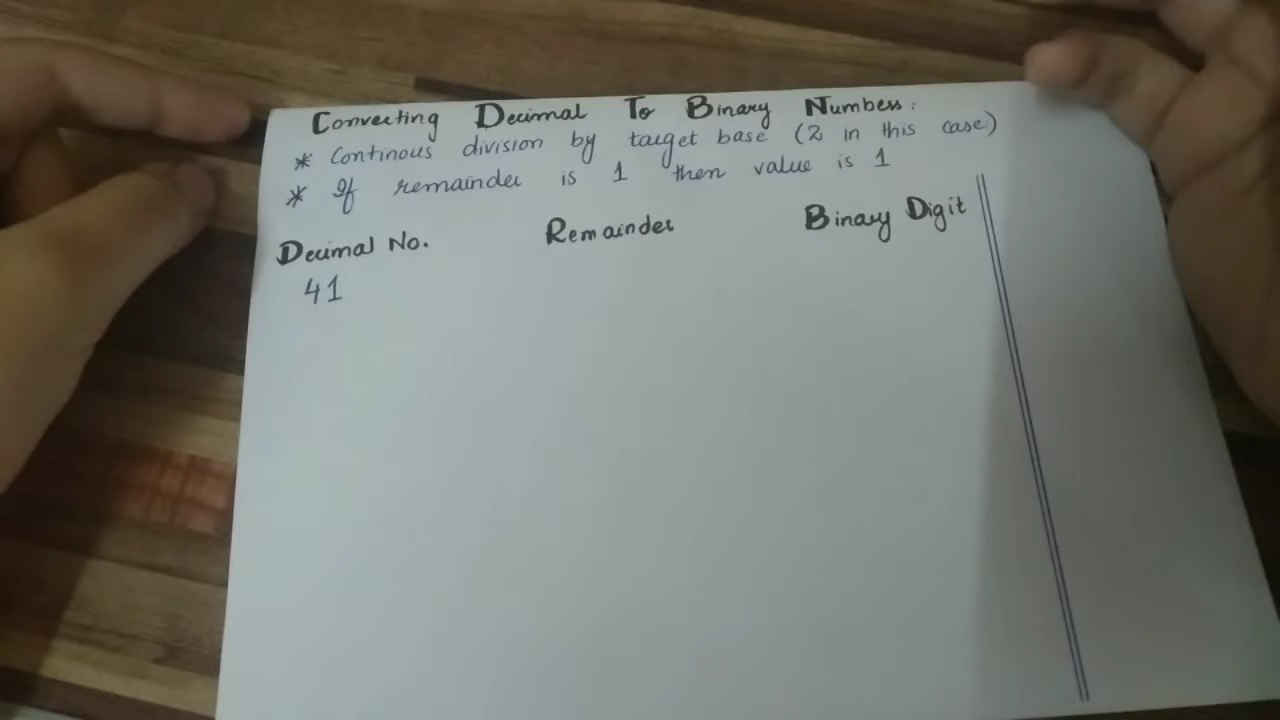 Converting Decimal To Binary Numbers:
* Continous division by target base (2 in this case)
* If remainder is 1 then value is 1
Decimal No. Remainder Binary Digit
41